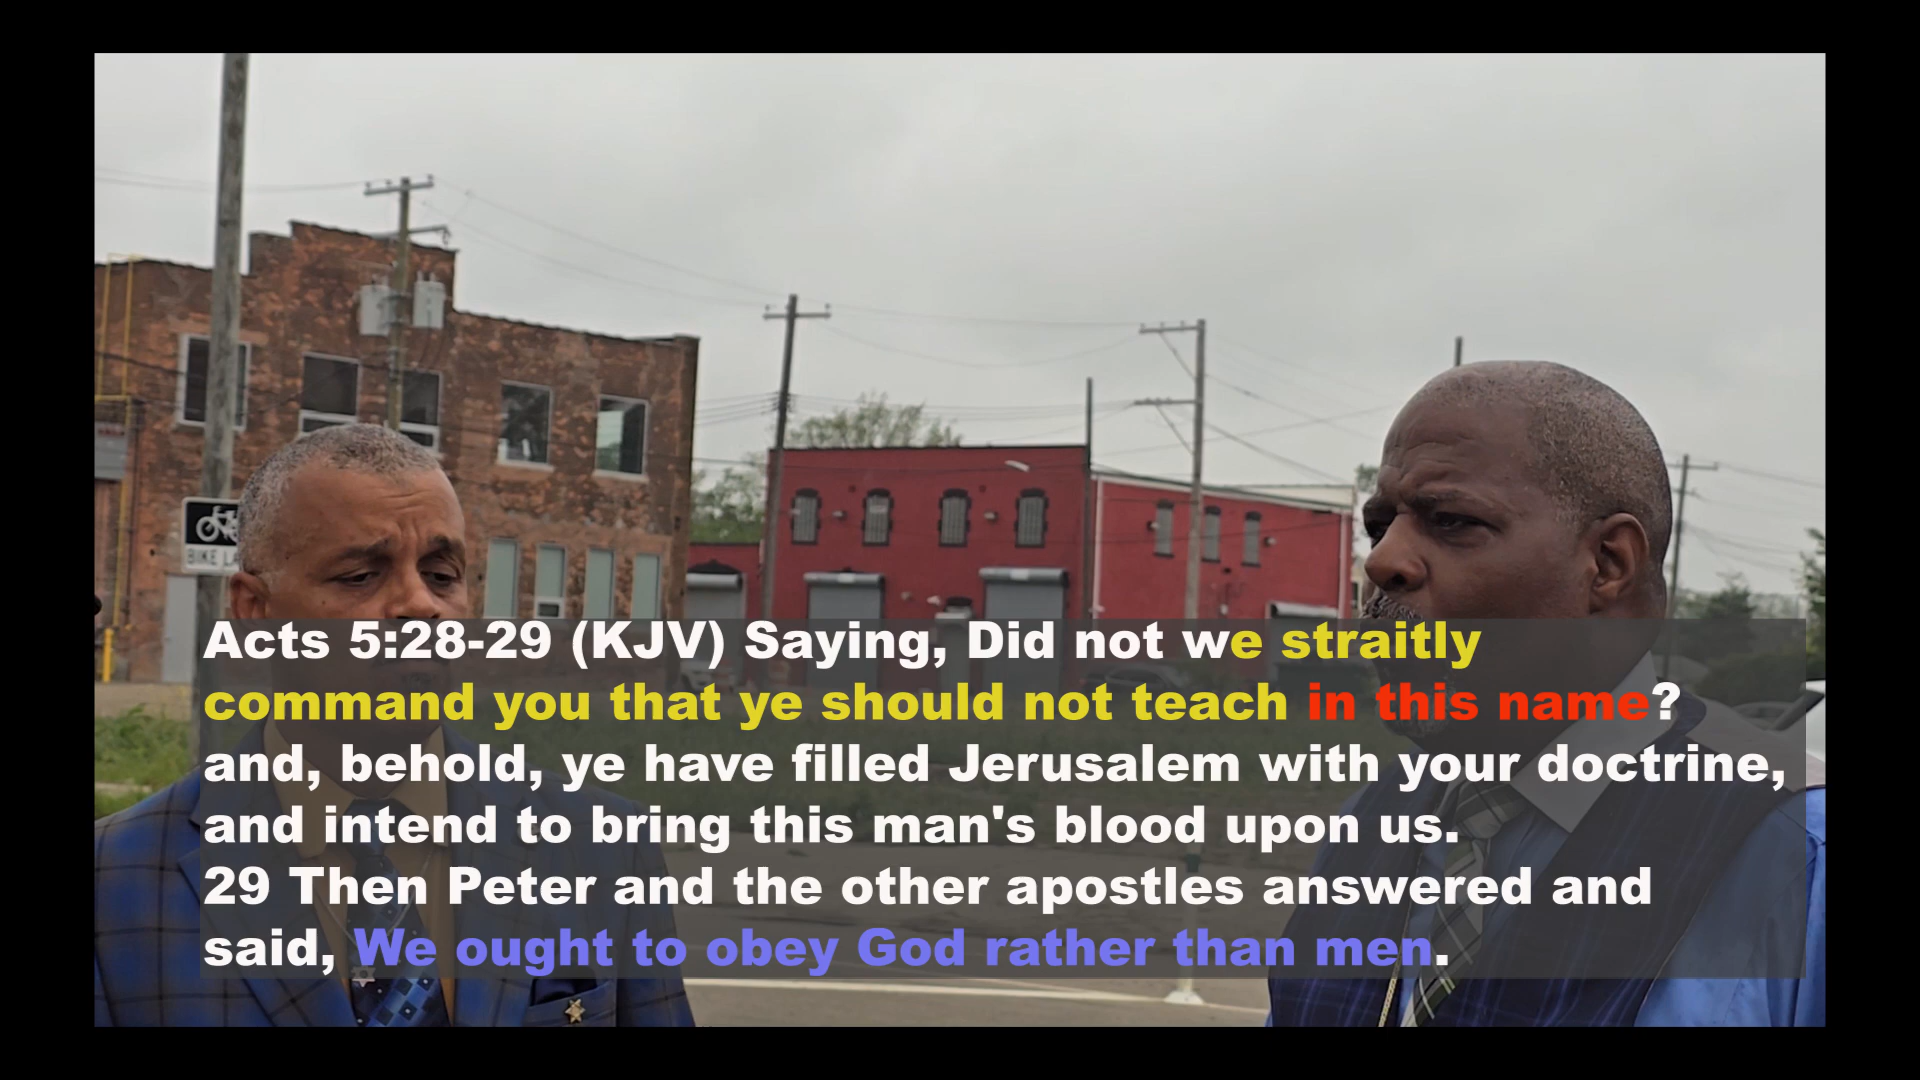 BIKE LA
Acts 5:28-29 (KJV) Saying, Did not we straitly
command you that ye should not teach in this name?
and, behold, ye have filled Jerusalem with your doctrine,
and intend to bring this man's blood upon us.
29 Then Peter and the other apostles answered and
said, We ought to obey God rather than men.